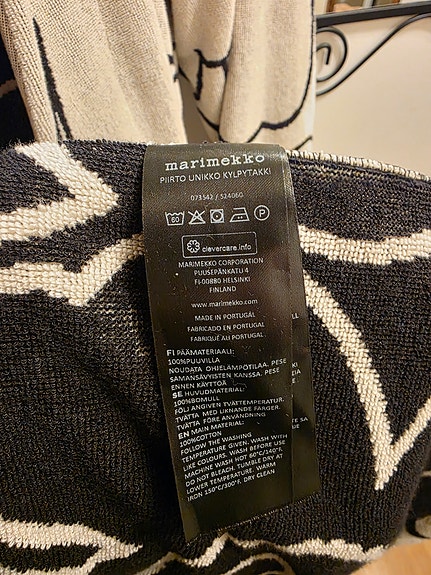 marimekko
PIIRTO UNIKKO KYLPYTAKKI
073542 / 524060
60 P
clevercare.info
MARIMEKKO CORPORATION
PUUSEPÄNKATU 4
FI-00880 HELSINKI
FINLAND
www.marimekko.com
MADE IN PORTUGAL
FABRICADO EN PORTUGAL
FABRIQUÉ AU PORTUGAL
FI PÄÄMATERIAALI:
100%PUUVILLA
NOUDATA OHJELAMPOTILAA. PESE
SAMANSÄVYISTEN KANSSA. PESE
ENNEN KÄYTTÖÄ
SE HUVUDMATERIAL:
100%BOMULL
FÖLJ ANGIVEN TVÄTTEMPERATUR.
TVÄTTA MED LIKNANDE FÄRGER.
TVÄTTA FÖRE ANVÄNDNING
EN MAIN MATERIAL:
100%COTTON
FOLLOW THE WASHING
TEMPERATURE GIVEN. WASH WITH
LIKE COLOURS. WASH BEFORE USE
MACHINE WASH HOT 60°C/140°F.
DO NOT BLEACH. TUMBLE DRY AT
LOWER TEMPERATURE. WARM
IRON 150°C/300°F. DRY CLEAN